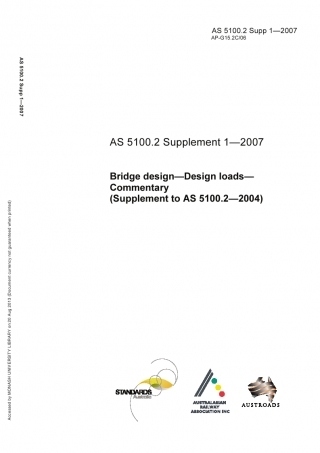 AS 5100.2 Supp 1—2007
AP-G15.2C/06
AS 5100.2 Supp 1—2007
AS 5100.2 Supplement 1—2007
Bridge design—Design loads—
Commentary
(Supplement to AS 5100.2—2004)
Accessed by MONASH UNIVERSITY LIBRARY on 20 Aug 2010 (Document currency not guaranteed when printed)
STANDARDS
Australia
AUSTRALASIAN
RAILWAY
ASSOCIATION INC
AUSTROADS